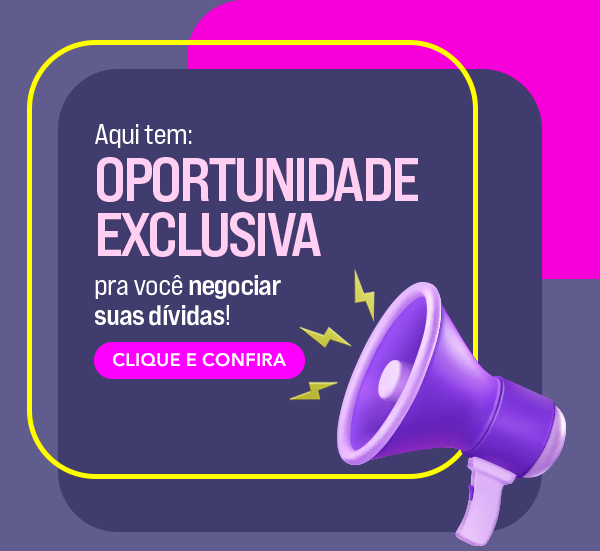 Aqui tem:
OPORTUNIDADE
EXCLUSIVA
pra você negociar
suas dívidas!
CLIQUE E CONFIRA